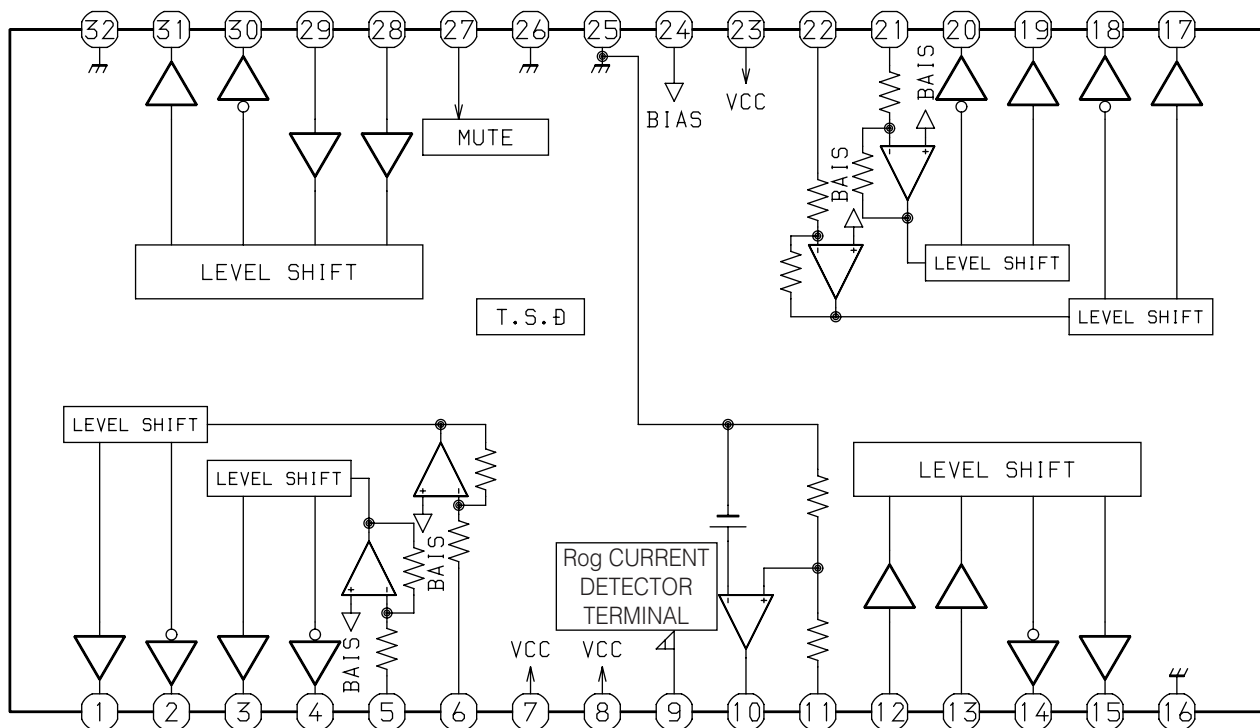 32 31 30 29 28 27 26 25 24 23 22 21 20 19 18 17
BIAS
VCC
BAIS
MUTE
BAIS
LEVEL SHIFT
LEVEL SHIFT
T.S.D
LEVEL SHIFT
LEVEL SHIFT
LEVEL SHIFT
LEVEL SHIFT
BAIS
BAIS
Rog CURRENT
DETECTOR
TERMINAL
VCC
VCC
1 2 3 4 5 6 7 8 9 10 11 12 13 14 15 16